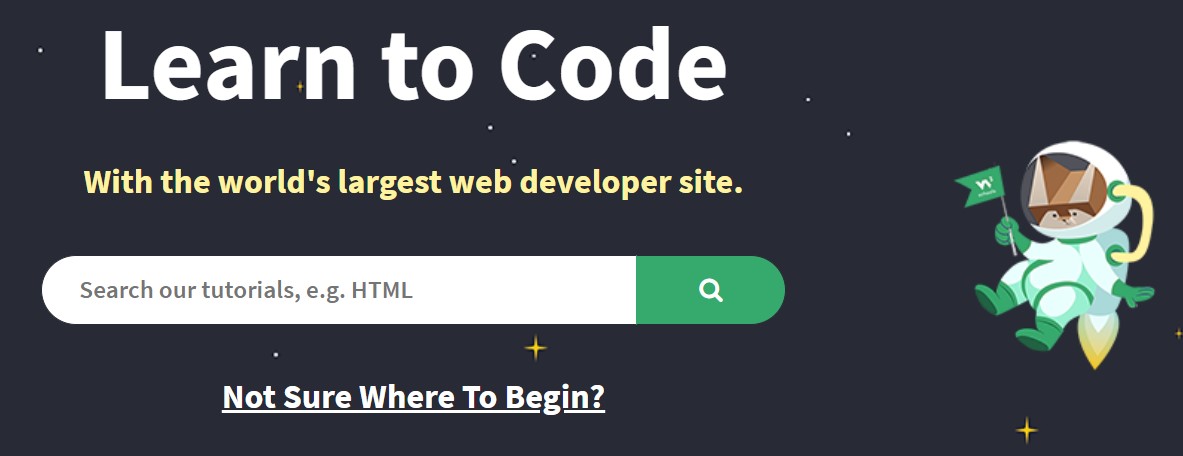 Learn to Code
With the world's largest web developer site.
Search our tutorials, e.g. HTML
Not Sure Where To Begin?